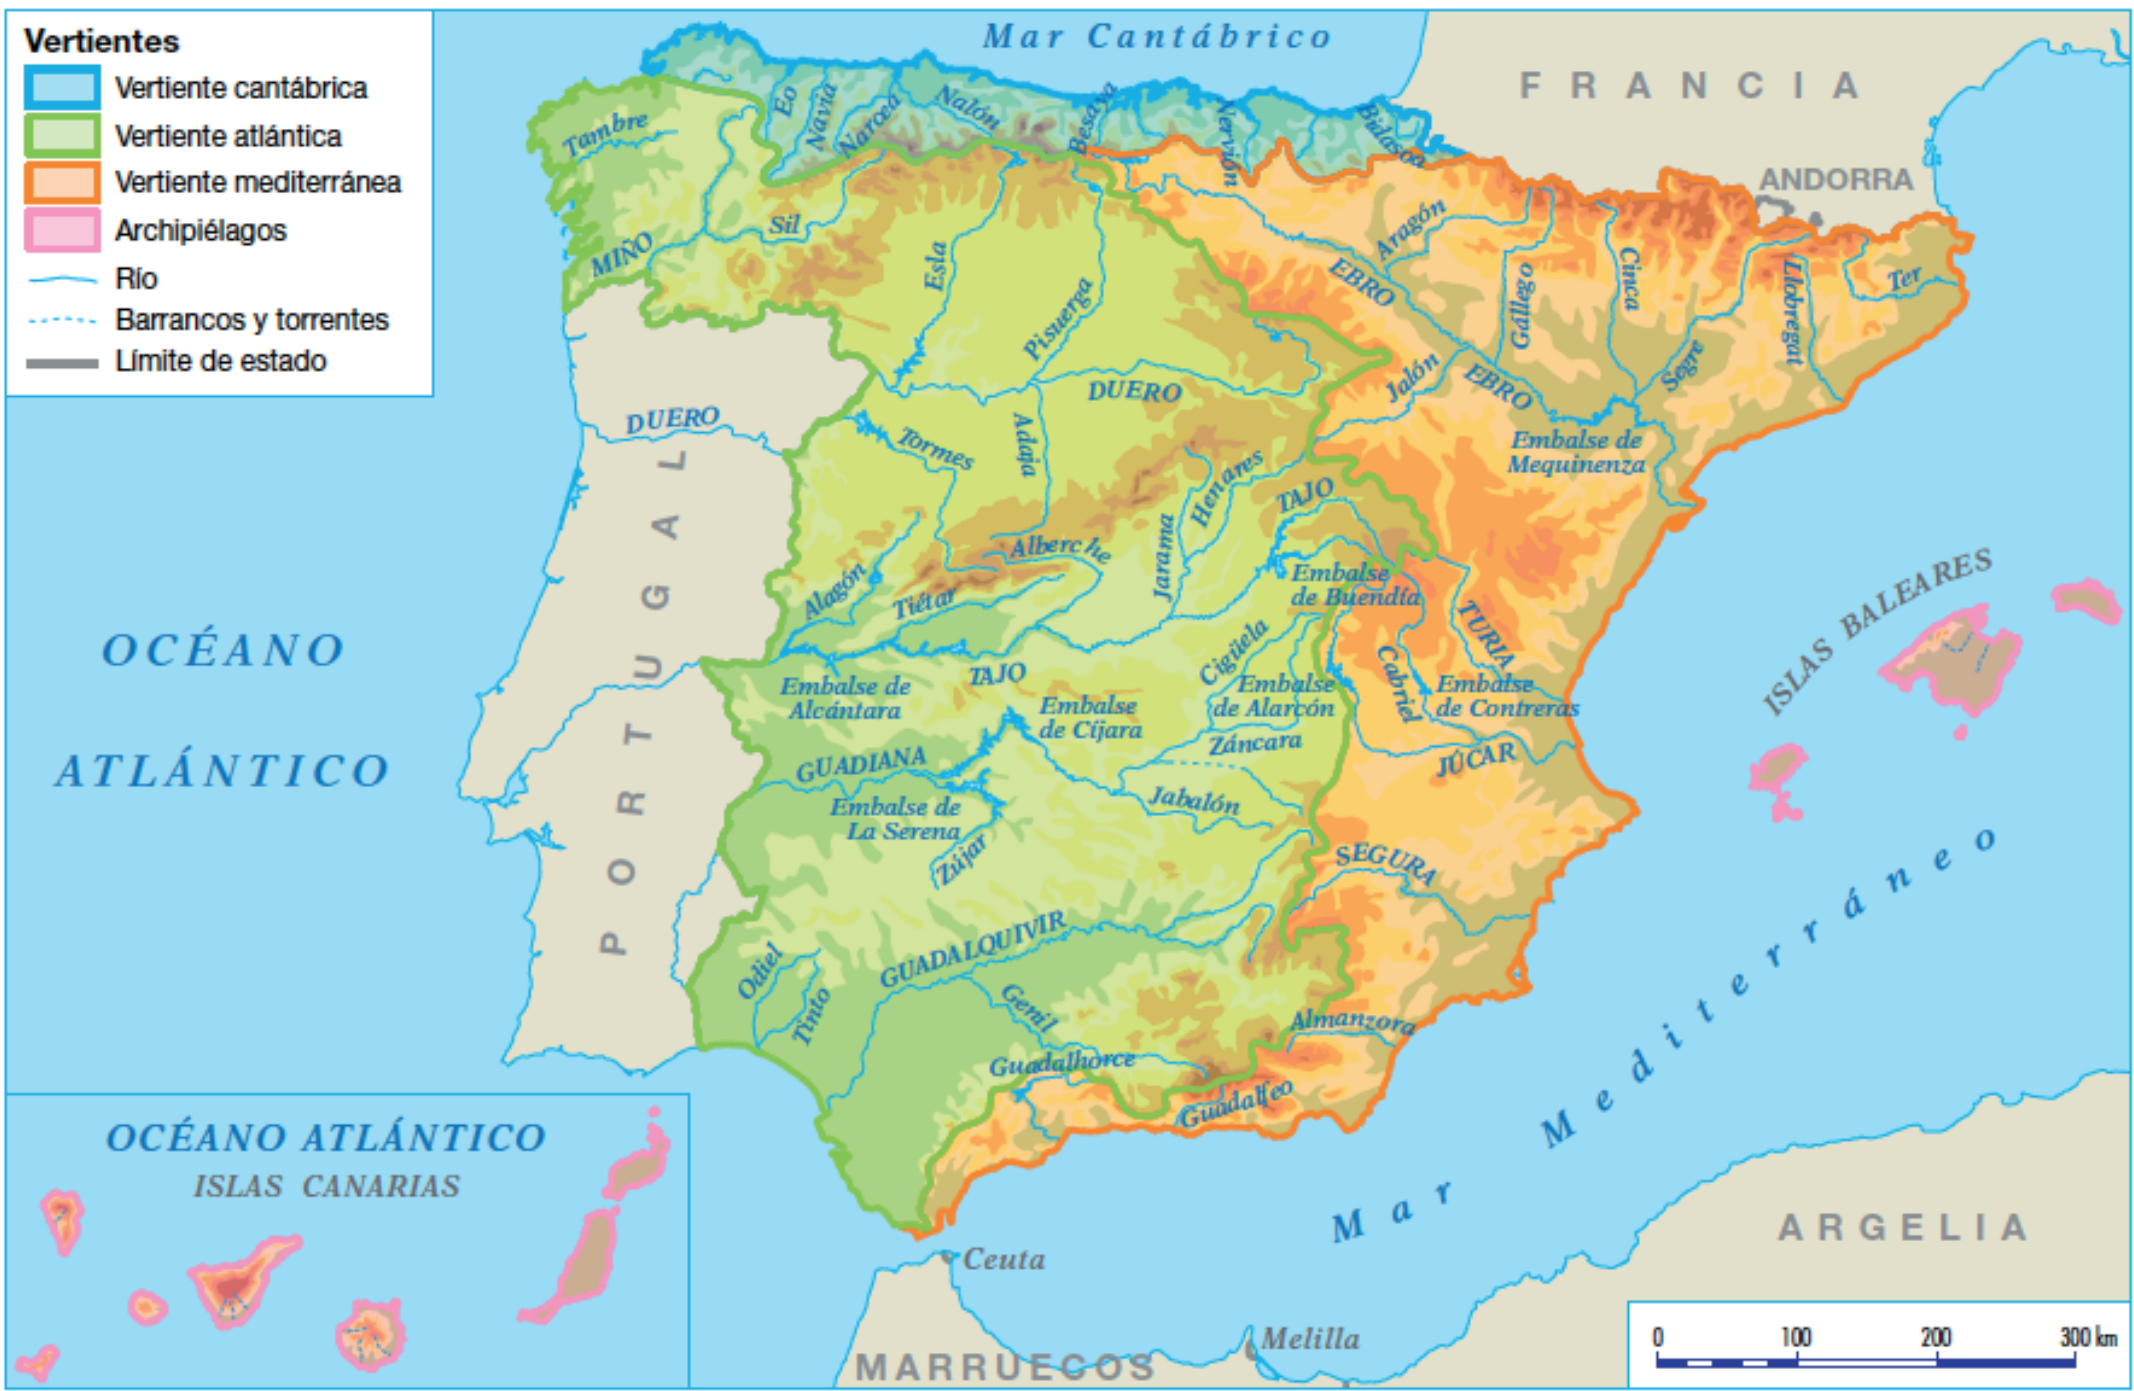 Vertientes
Vertiente cantábrica
Vertiente atlántica
Vertiente mediterránea
Archipiélagos
Río
Barrancos y torrentes
Límite de estado
Mar Cantábrico
FRANCIA
ANDORRA
Eo
Navia
Narcea
Nalón
Besaya
Nervión
Bidasoa
Tambre
MIÑO
Sil
Esla
Pisuerga
EBRO
Aragón
Gállego
Cinca
Segre
Llobregat
Ter
Jalón
EBRO
Embalse de
Mequinenza
DUERO
DUERO
Tormes
Adaja
Henares
Jarama
TAJO
Alberche
Alagón
Tiétar
Embalse
de Buendía
TURIA
Cigüela
Cabriel
TAJO
Embalse de
Alcántara
Embalse
de Cíjara
Embalse
de Alarcón
Embalse
de Contreras
Záncara
JÚCAR
GUADIANA
Embalse de
La Serena
Zújar
Jabalón
SEGURA
GUADALQUIVIR
Odiel
Tinto
Genil
Almanzora
Guadalhorce
Guadalfeo
PORTUGAL
OCÉANO
ATLÁNTICO
ISLAS BALEARES
Mar Mediterráneo
OCÉANO ATLÁNTICO
ISLAS CANARIAS
Ceuta
Melilla
MARRUECOS
ARGELIA
0 100 200 300 km